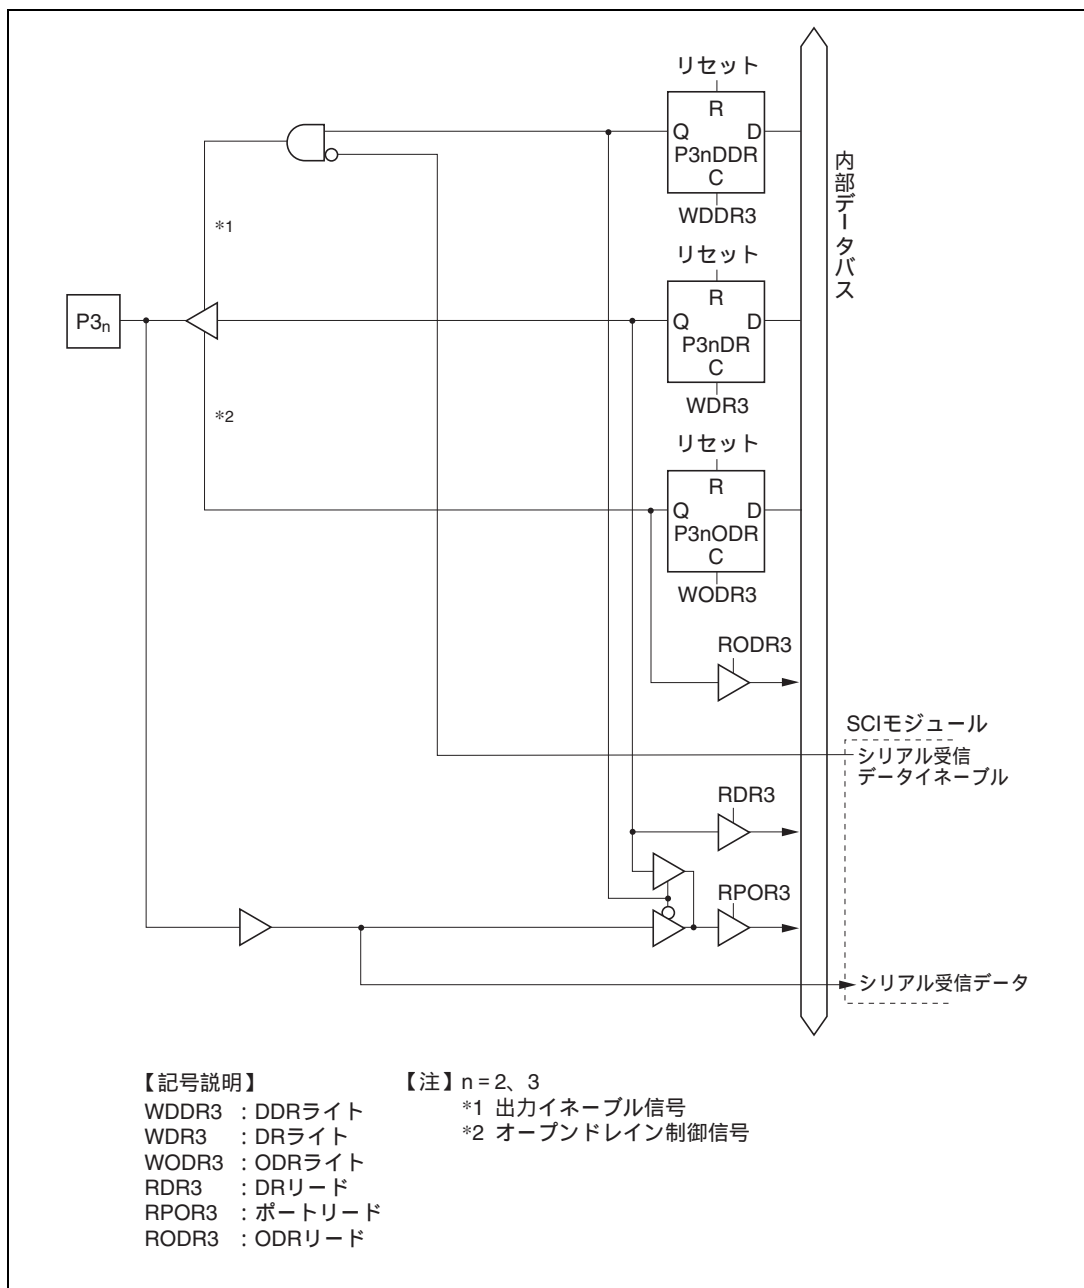 リセット
R
Q D
P3nDDR
C
WDDR3
内部データバス
*1
リセット
R
P3n
Q D
P3nDR
C
WDR3
*2
リセット
R
Q D
P3nODR
C
WODR3
RODR3
SCIモジュール
シリアル受信
データイネーブル
RDR3
RPOR3
シリアル受信データ
【記号説明】
WDDR3 : DDRライト
WDR3 : DRライト
WODR3 : ODRライト
RDR3 : DRリード
RPOR3 : ポートリード
RODR3 : ODRリード
【注】 n = 2、3
*1 出力イネーブル信号
*2 オープンドレイン制御信号